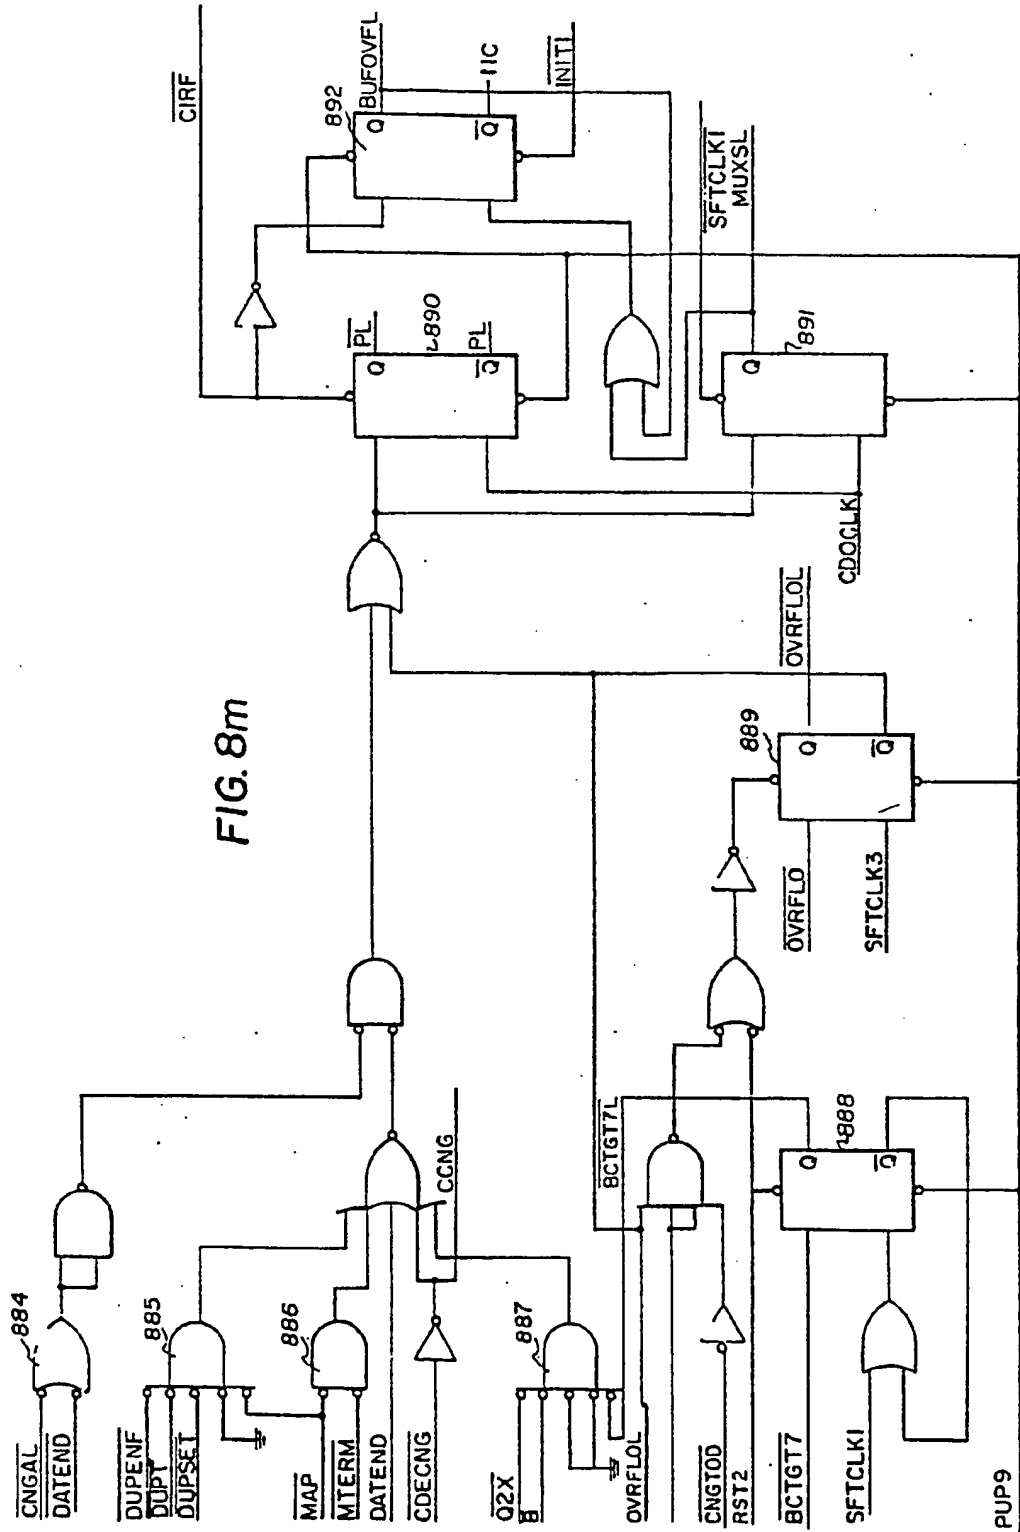 CIRF
892
BUFOVFL
Q
Q
11C
INIT1
PL
890
Q
PL
Q
SFTCLK1
MUXSL
Q
891
CDOCLK
FIG. 8m
OVRFLOL
889
Q
Q
OVRFLO
SFTCLK3
884
CNGAL
DATEND
885
DUPENF
DUPT
DUPSET
886
MAP
MTERM
DATEND
CDECNG
CCNG
887
Q2X
B
BCTGT7L
OVRFLOL
CNGTOD
RST2
888
Q
Q
BCTGT7
SFTCLK1
PUP9